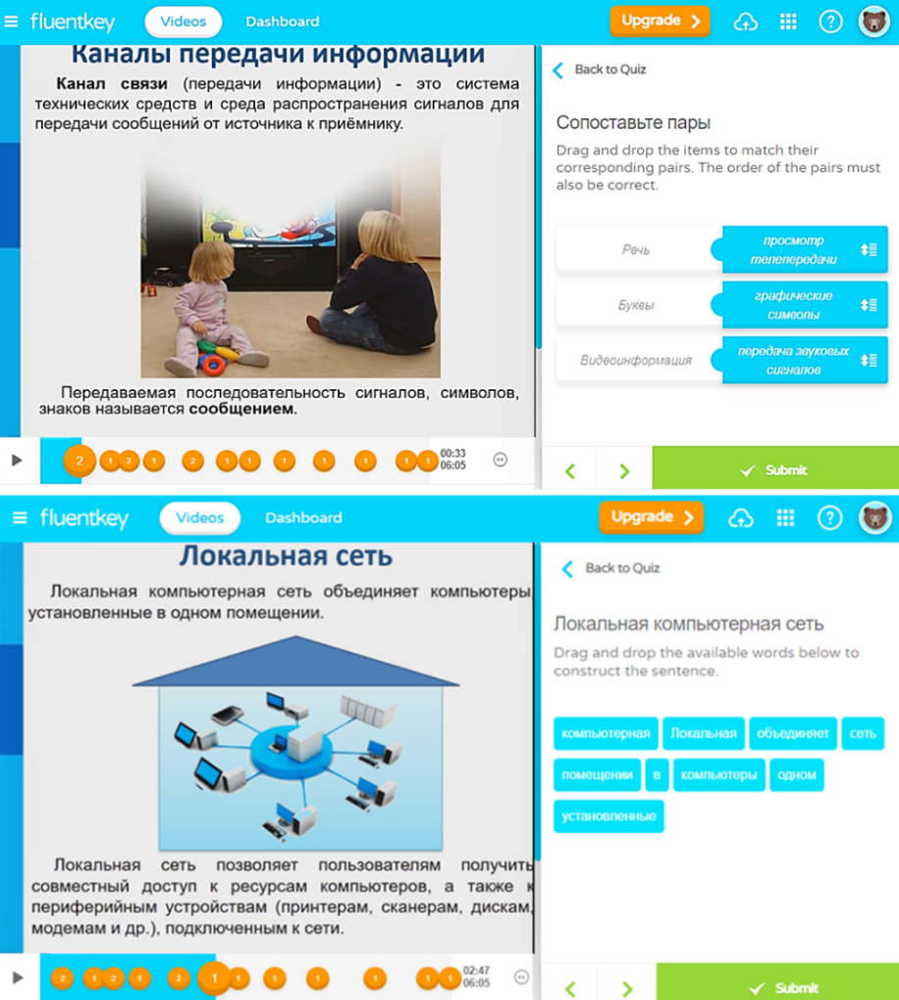 fluentkey
Videos
Dashboard
Upgrade
Каналы передачи информации
Канал связи (передачи информации) - это система
технических средств и среда распространения сигналов для
передачи сообщений от источника к приёмнику.
Передаваемая последовательность сигналов, символов,
знаков называется сообщением.
2
1
2
1
2
1
1
1
1
1
1
1
00:33
06:05
Back to Quiz
Сопоставьте пары
Drag and drop the items to match their
corresponding pairs. The order of the pairs must
also be correct.
Речь
просмотр
телепередачи
Буквы
графические
символы
Видеоинформация
передача звуковых
сигналов
Submit
fluentkey
Videos
Dashboard
Upgrade
Локальная сеть
Локальная компьютерная сеть объединяет компьютеры,
установленные в одном помещении.
Локальная сеть позволяет пользователям получить
совместный доступ к ресурсам компьютеров, а также к
периферийным устройствам (принтерам, сканерам, дискам,
модемам и др.), подключенным к сети.
2
1
2
1
2
1
1
1
1
1
1
1
02:47
06:05
Back to Quiz
Локальная компьютерная сеть
Drag and drop the available words below to
construct the sentence.
компьютерная Локальная объединяет сеть
помещении в компьютеры одном
установленные
Submit